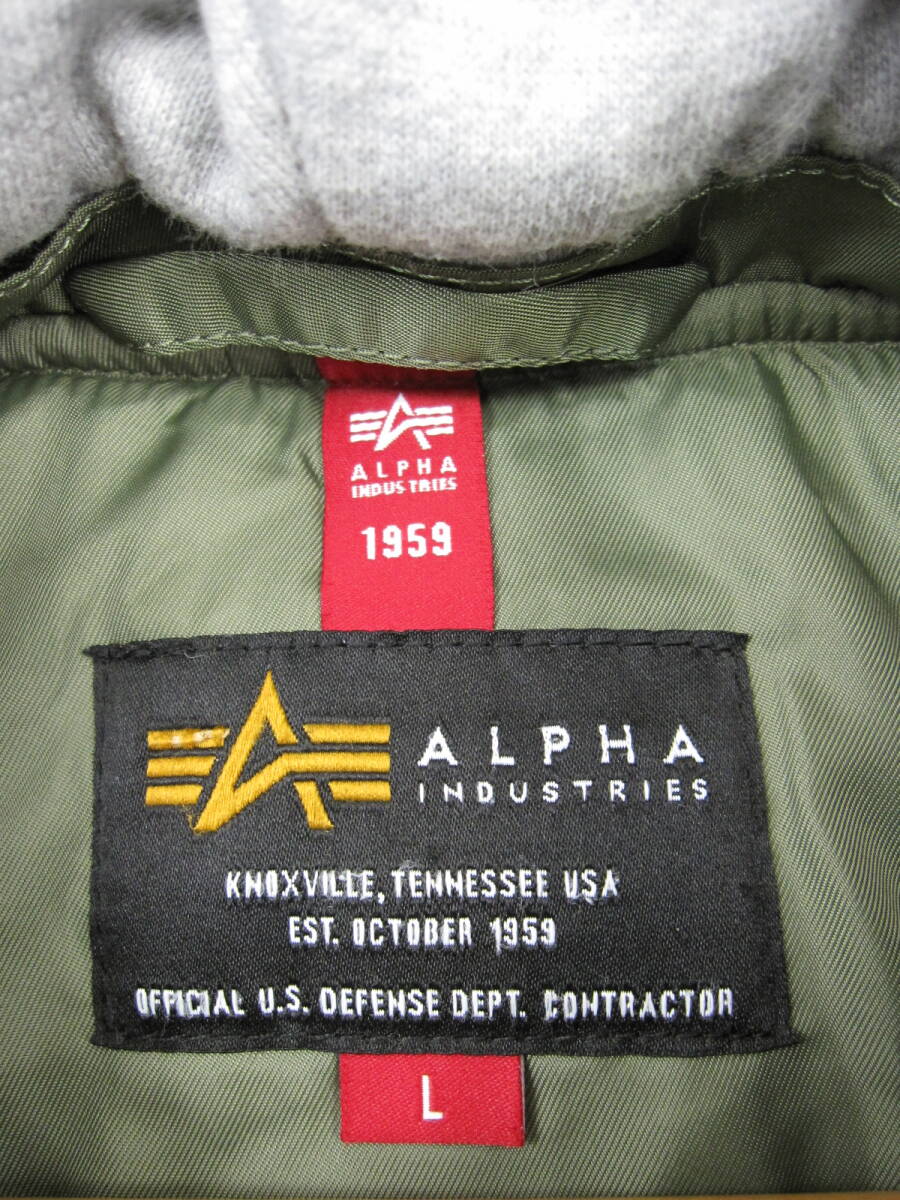 ALPHA
INDUSTRIES
1959
ALPHA
INDUSTRIES
KNOXVILLE, TENNESSEE USA
EST. OCTOBER 1959
OFFICIAL U.S. DEFENSE DEPT. CONTRACTOR
L